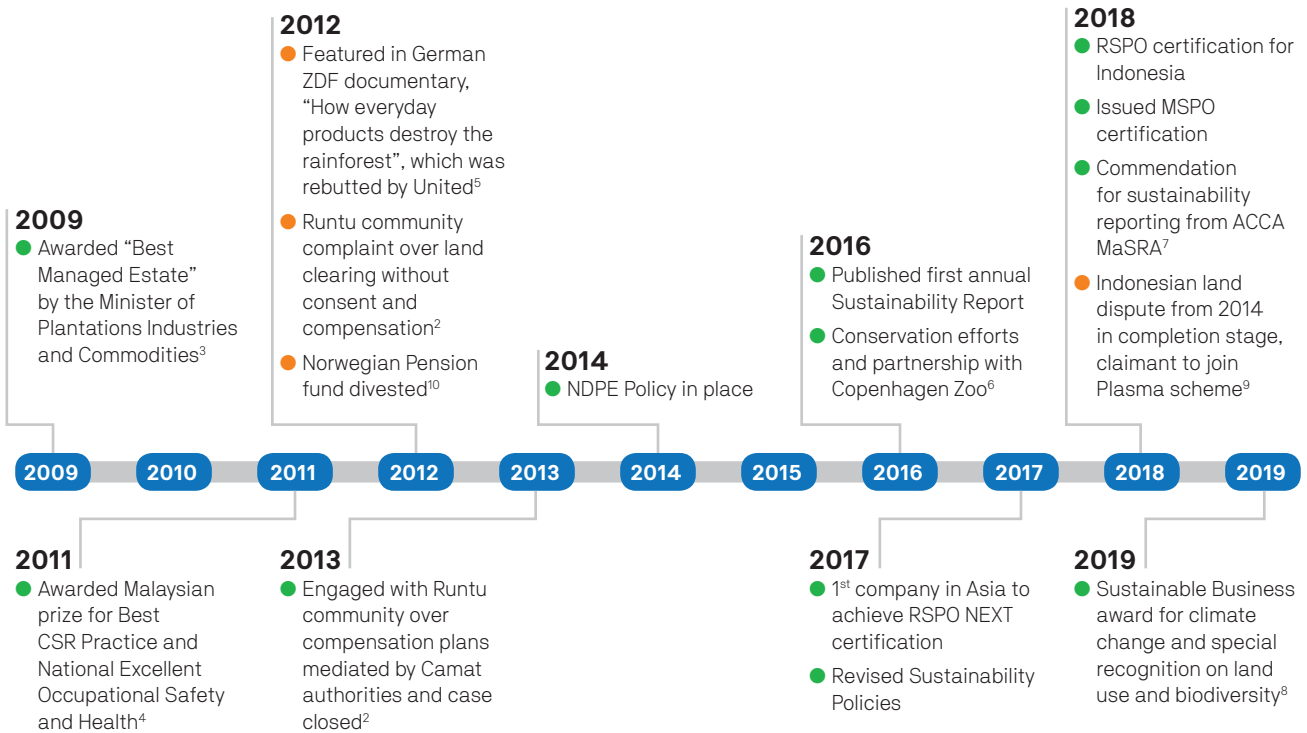 2009
Awarded “Best
Managed Estate”
by the Minister of
Plantations Industries
and Commodities³
2012
Featured in German
ZDF documentary,
“How everyday
products destroy the
rainforest”, which was
rebutted by United⁵
Runtu community
complaint over land
clearing without
consent and
compensation²
Norwegian Pension
fund divested¹⁰
2014
NDPE Policy in place
2016
Published first annual
Sustainability Report
Conservation efforts
and partnership with
Copenhagen Zoo⁶
2018
RSPO certification for
Indonesia
Issued MSPO
certification
Commendation
for sustainability
reporting from ACCA
MaSRA⁷
Indonesian land
dispute from 2014
in completion stage,
claimant to join
Plasma scheme⁹
2009 2010 2011 2012 2013 2014 2015 2016 2017 2018 2019
2011
Awarded Malaysian
prize for Best
CSR Practice and
National Excellent
Occupational Safety
and Health⁴
2013
Engaged with Runtu
community over
compensation plans
mediated by Camat
authorities and case
closed²
2017
1ˢᵗ company in Asia to
achieve RSPO NEXT
certification
Revised Sustainability
Policies
2019
Sustainable Business
award for climate
change and special
recognition on land
use and biodiversity⁸